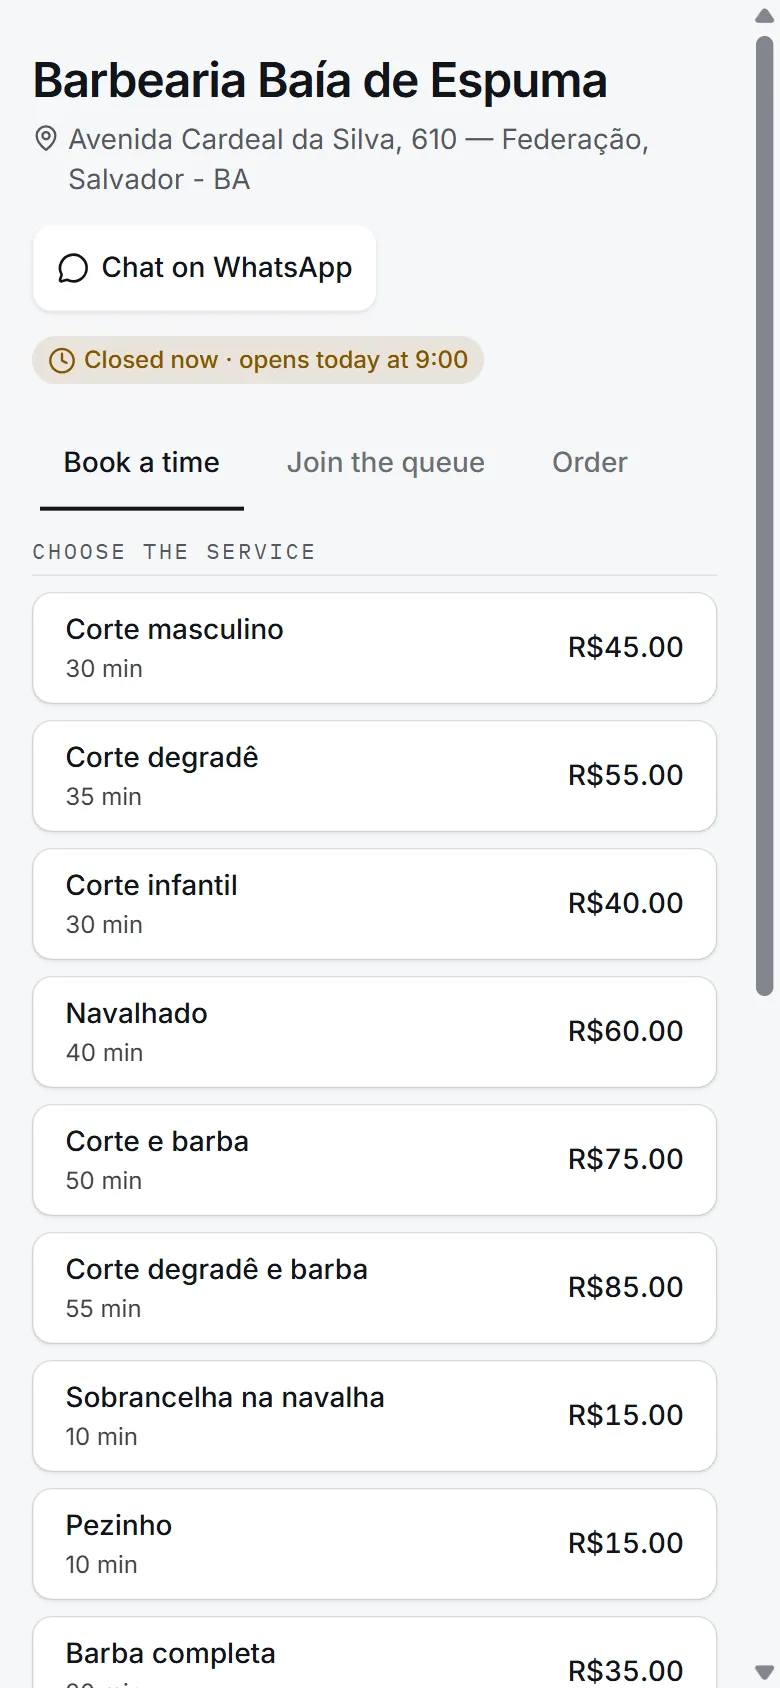 Barbearia Baía de Espuma
Avenida Cardeal da Silva, 610 — Federação,
Salvador - BA
Chat on WhatsApp
Closed now · opens today at 9:00
Book a time
Join the queue
Order
CHOOSE THE SERVICE
Corte masculino
R$45.00
30 min
Corte degradê
R$55.00
35 min
Corte infantil
R$40.00
30 min
Navalhado
R$60.00
40 min
Corte e barba
R$75.00
50 min
Corte degradê e barba
R$85.00
55 min
Sobrancelha na navalha
R$15.00
10 min
Pezinho
R$15.00
10 min
Barba completa
R$35.00